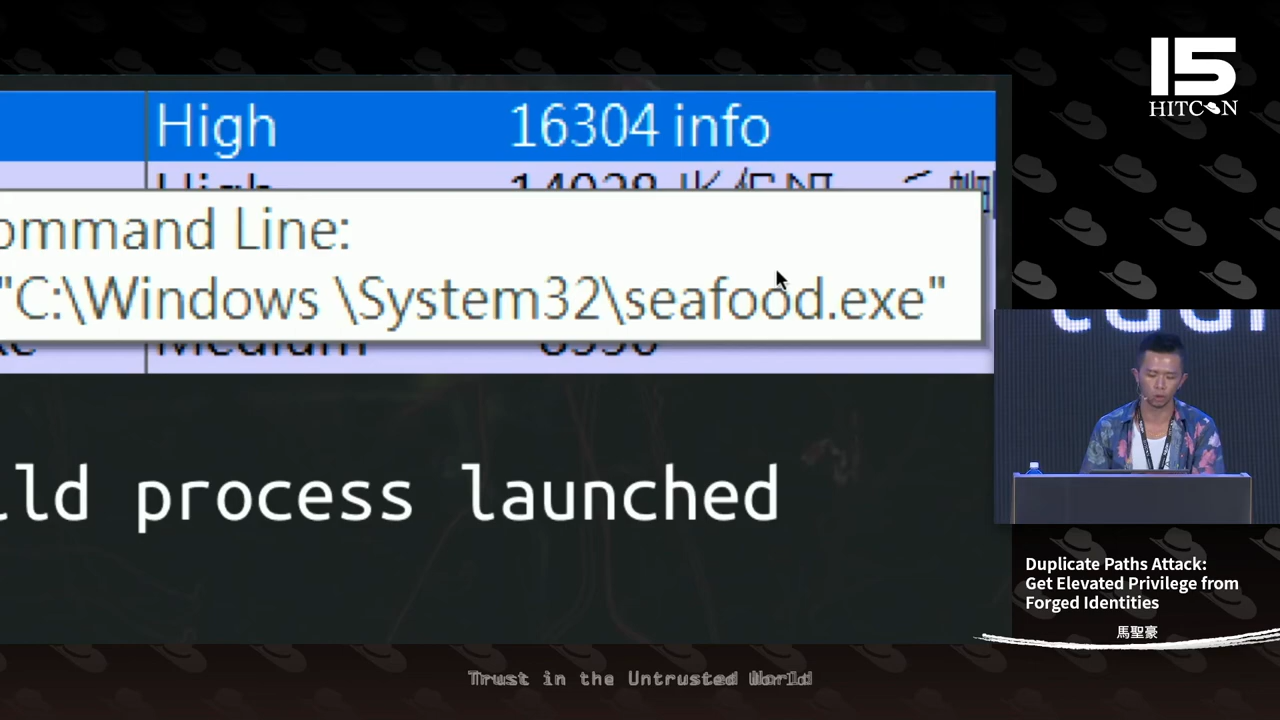 15
HITCON
High 16304 info
ommand Line:
"C:\Windows \System32\seafood.exe"
ld process launched
Duplicate Paths Attack:
Get Elevated Privilege from
Forged Identities
馬聖豪
Trust in the Untrusted World